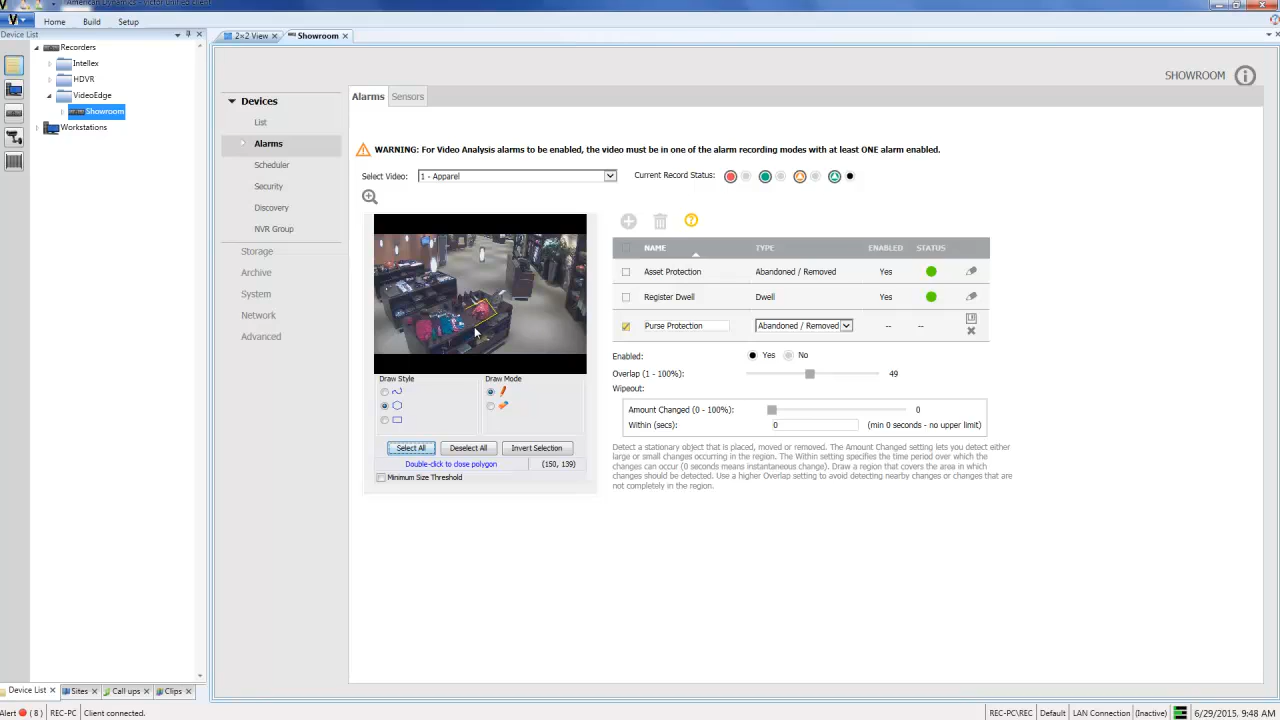 American Dynamics - victor unified client
Home Build Setup
Device List
Recorders
Intellex
HDVR
VideoEdge
Showroom
Workstations
2×2 View Showroom
SHOWROOM
Devices
List
Alarms
Scheduler
Security
Discovery
NVR Group
Storage
Archive
System
Network
Advanced
Alarms Sensors
WARNING: For Video Analysis alarms to be enabled, the video must be in one of the alarm recording modes with at least ONE alarm enabled.
Select Video: 1 - Apparel Current Record Status:
NAME TYPE ENABLED STATUS
Asset Protection Abandoned / Removed Yes
Register Dwell Dwell Yes
Purse Protection Abandoned / Removed -- --
Enabled: Yes No
Overlap (1 - 100%): 49
Wipeout:
Amount Changed (0 - 100%): 0
Within (secs): 0 (min 0 seconds - no upper limit)
Detect a stationary object that is placed, moved or removed. The Amount Changed setting lets you detect either
large or small changes occurring in the region. The Within setting specifies the time period over which the
changes can occur (0 seconds means instantaneous change). Draw a region that covers the area in which
changes should be detected. Use a higher Overlap setting to avoid detecting nearby changes or changes that are
not completely in the region.
Draw Style Draw Mode
Select All Deselect All Invert Selection
Double-click to close polygon (150, 139)
Minimum Size Threshold
Device List Sites Call ups Clips
Alert (8) REC-PC Client connected. REC-PC\REC Default LAN Connection (Inactive) 6/29/2015, 9:48 AM